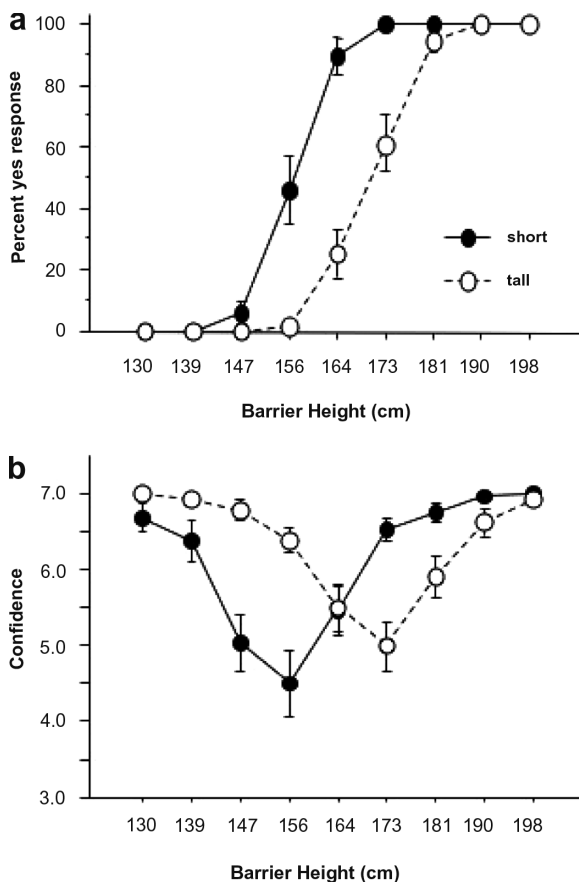 a
100
80
60
40
20
0
Percent yes response
short
tall
130 139 147 156 164 173 181 190 198
Barrier Height (cm)
b
7.0
6.0
5.0
4.0
3.0
Confidence
130 139 147 156 164 173 181 190 198
Barrier Height (cm)